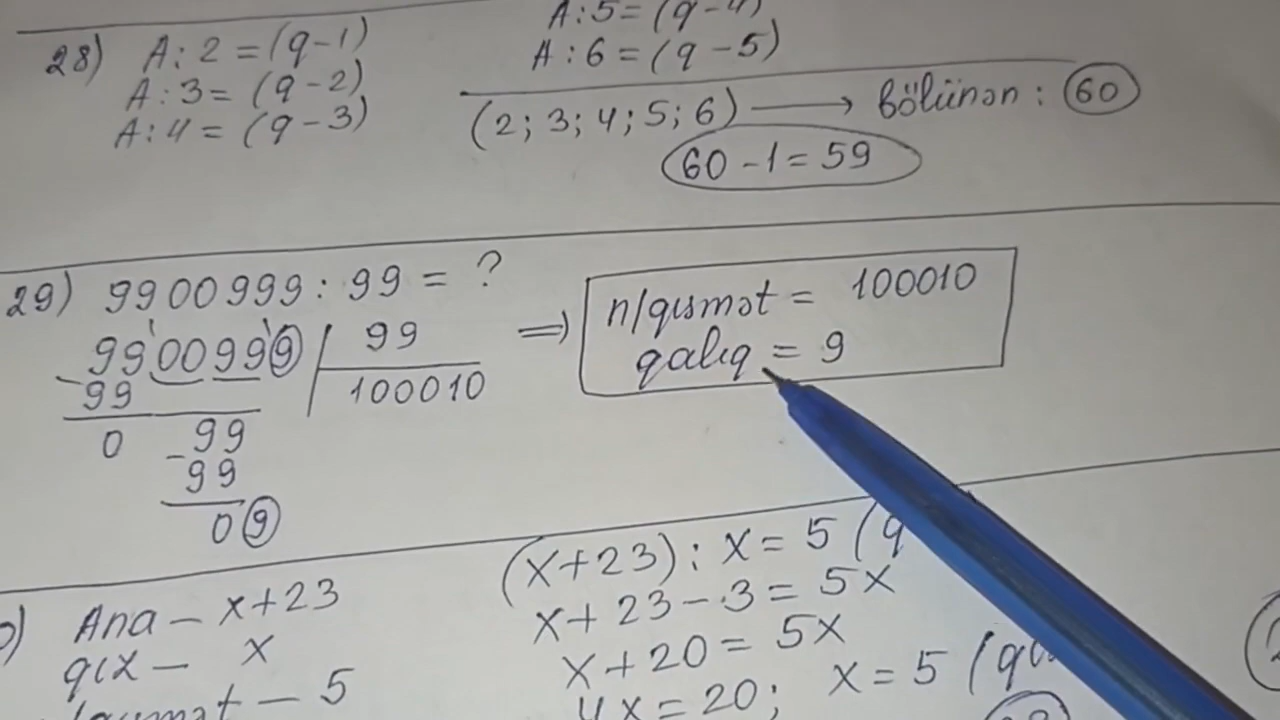 28) A : 2 = (q-1)
A : 3 = (q-2)
A : 4 = (q-3)
A : 5 = (q-4)
A : 6 = (q-5)
(2; 3; 4; 5; 6) → bölünən : 60
60 - 1 = 59
29) 9900999 : 99 = ?
9900999 | 99
- 99
100010
0 - 99
99
0 9
⇒ n/qismət = 100010
qalıq = 9
Ana - x+23
qız - x
- 5
(x+23) : x = 5 (q
x + 23 - 3 = 5x
x + 20 = 5x
4x = 20; x = 5